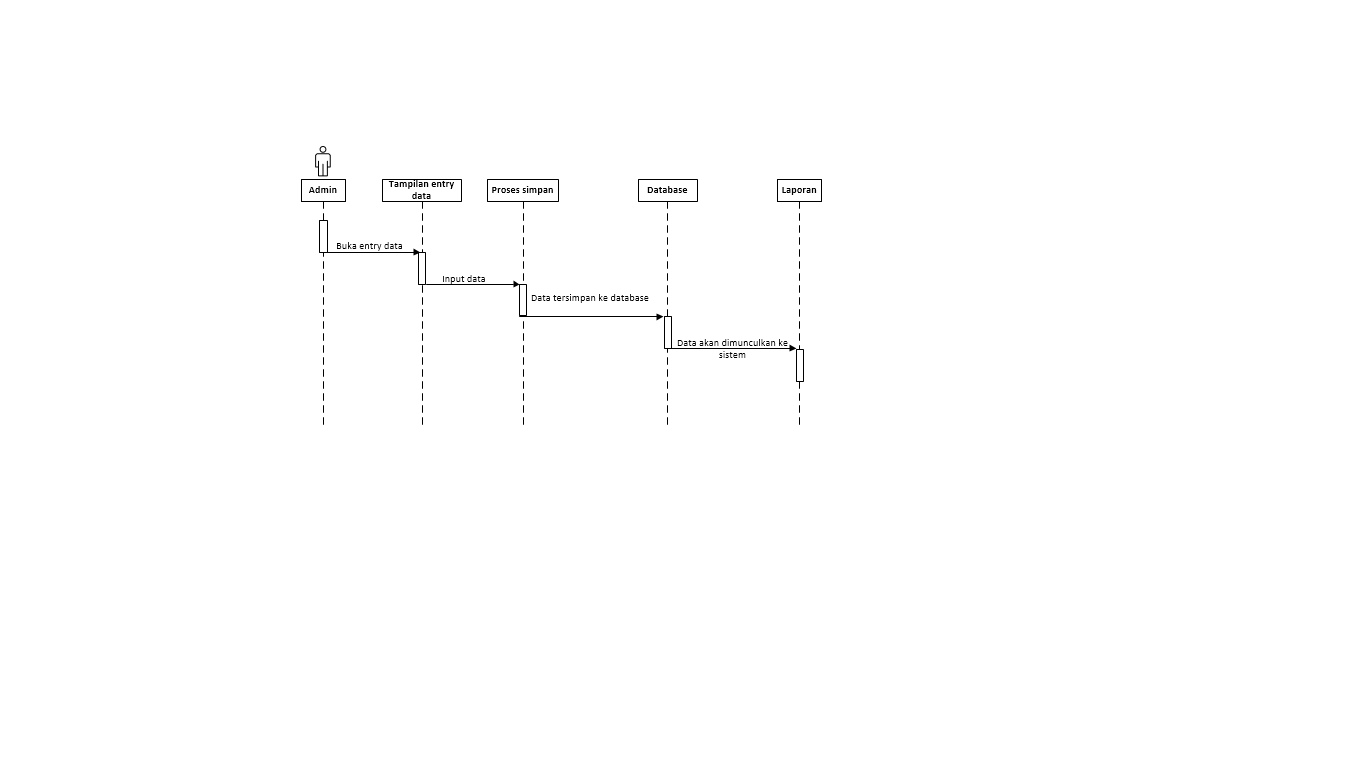 Admin
Tampilan entry
data
Proses simpan
Database
Laporan
Buka entry data
Input data
Data tersimpan ke database
Data akan dimunculkan ke
sistem